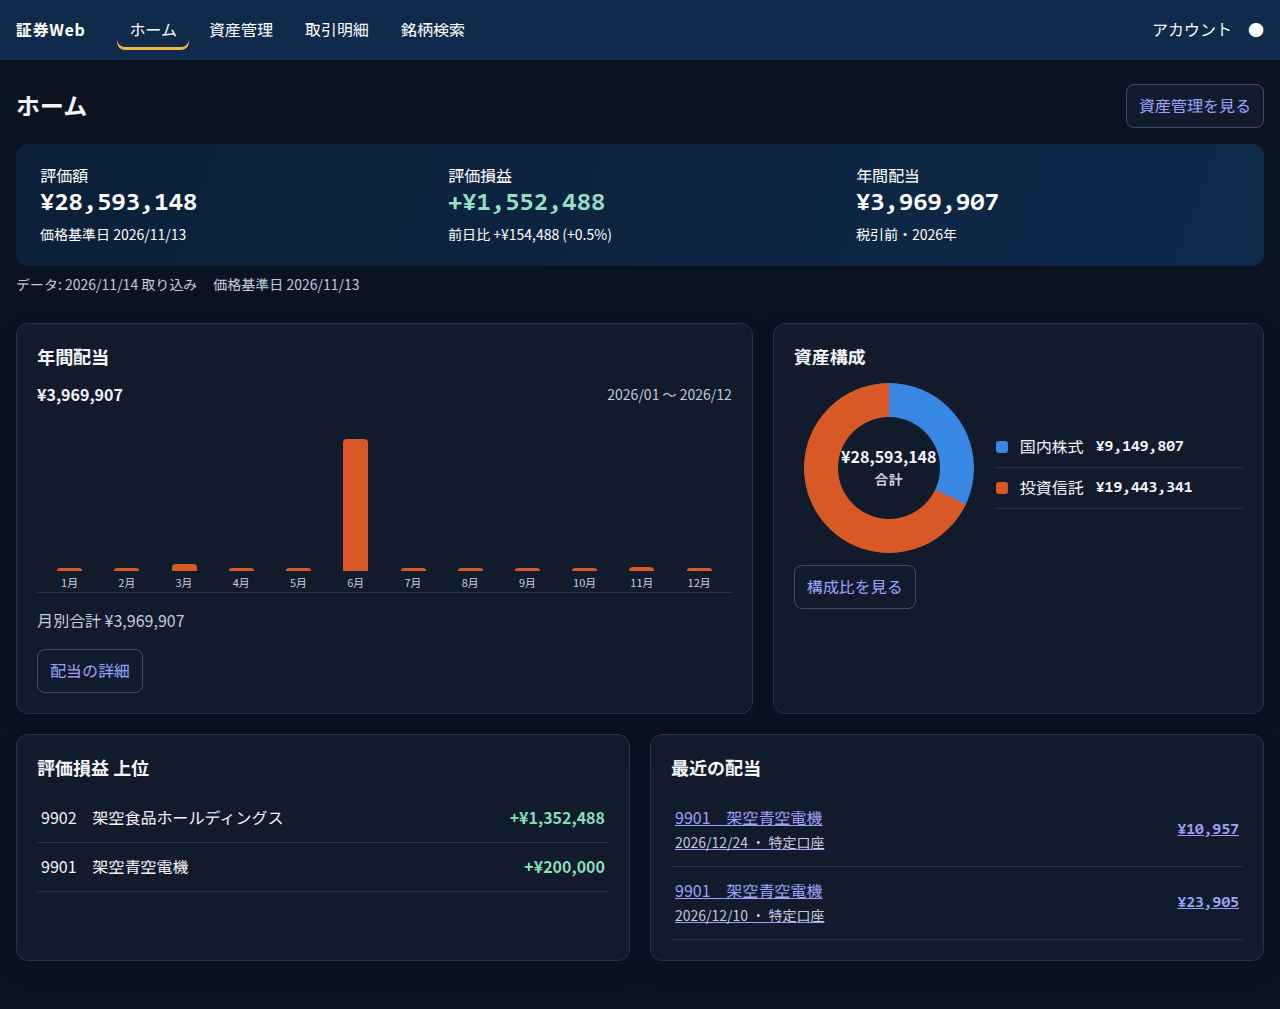 証券Web ホーム 資産管理 取引明細 銘柄検索 アカウント
ホーム 資産管理を見る
評価額 評価損益 年間配当
¥28,593,148 +¥1,552,488 ¥3,969,907
価格基準日 2026/11/13 前日比 +¥154,488 (+0.5%) 税引前・2026年
データ: 2026/11/14 取り込み 価格基準日 2026/11/13
年間配当
¥3,969,907 2026/01 〜 2026/12
1月 2月 3月 4月 5月 6月 7月 8月 9月 10月 11月 12月
月別合計 ¥3,969,907
配当の詳細
資産構成
¥28,593,148
合計
国内株式 ¥9,149,807
投資信託 ¥19,443,341
構成比を見る
評価損益 上位
9902 架空食品ホールディングス +¥1,352,488
9901 架空青空電機 +¥200,000
最近の配当
9901 架空青空電機 ¥10,957
2026/12/24 ・ 特定口座
9901 架空青空電機 ¥23,905
2026/12/10 ・ 特定口座